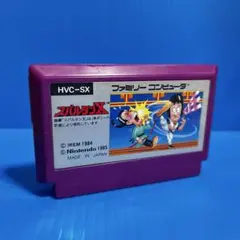 HVC-SX
ファミリー コンピュータ
スパルタンX
© IREM 1984
© Nintendo 1985
MADE IN JAPAN